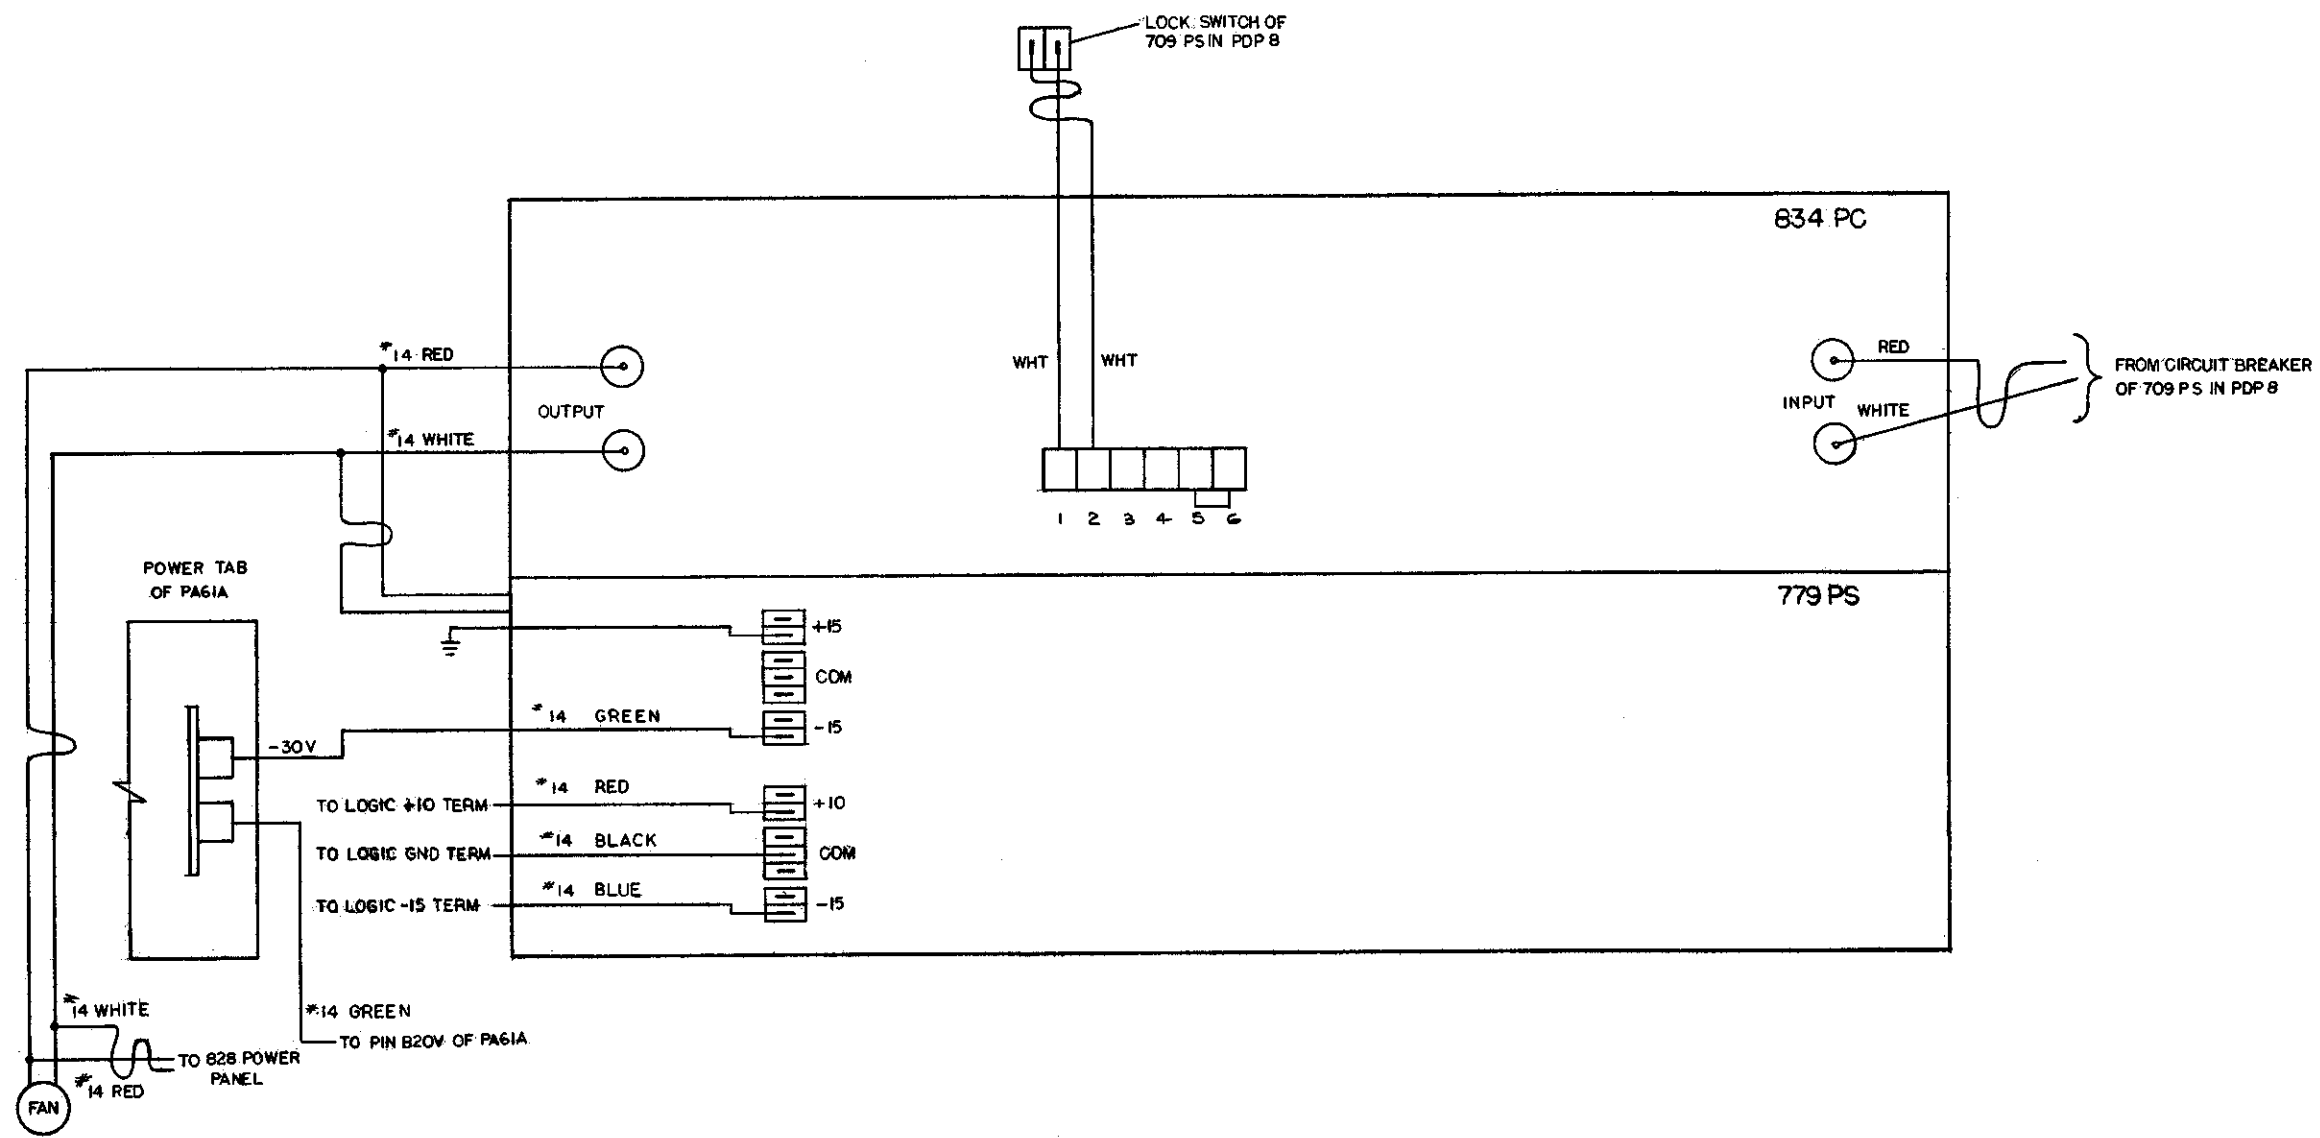 LOCK SWITCH OF
709 PS IN PDP 8
834 PC
#14 RED
OUTPUT
#14 WHITE
WHT
WHT
RED
INPUT
WHITE
FROM CIRCUIT BREAKER
OF 709 PS IN PDP 8
1 2 3 4 5 6
779 PS
POWER TAB
OF PA61A
+15
COM
-15
#14 GREEN
-30V
#14 RED
TO LOGIC +10 TERM
+10
#14 BLACK
TO LOGIC GND TERM
COM
#14 BLUE
TO LOGIC -15 TERM
-15
#14 WHITE
#14 GREEN
TO PIN B20V OF PA61A
TO 828 POWER
PANEL
#14 RED
FAN